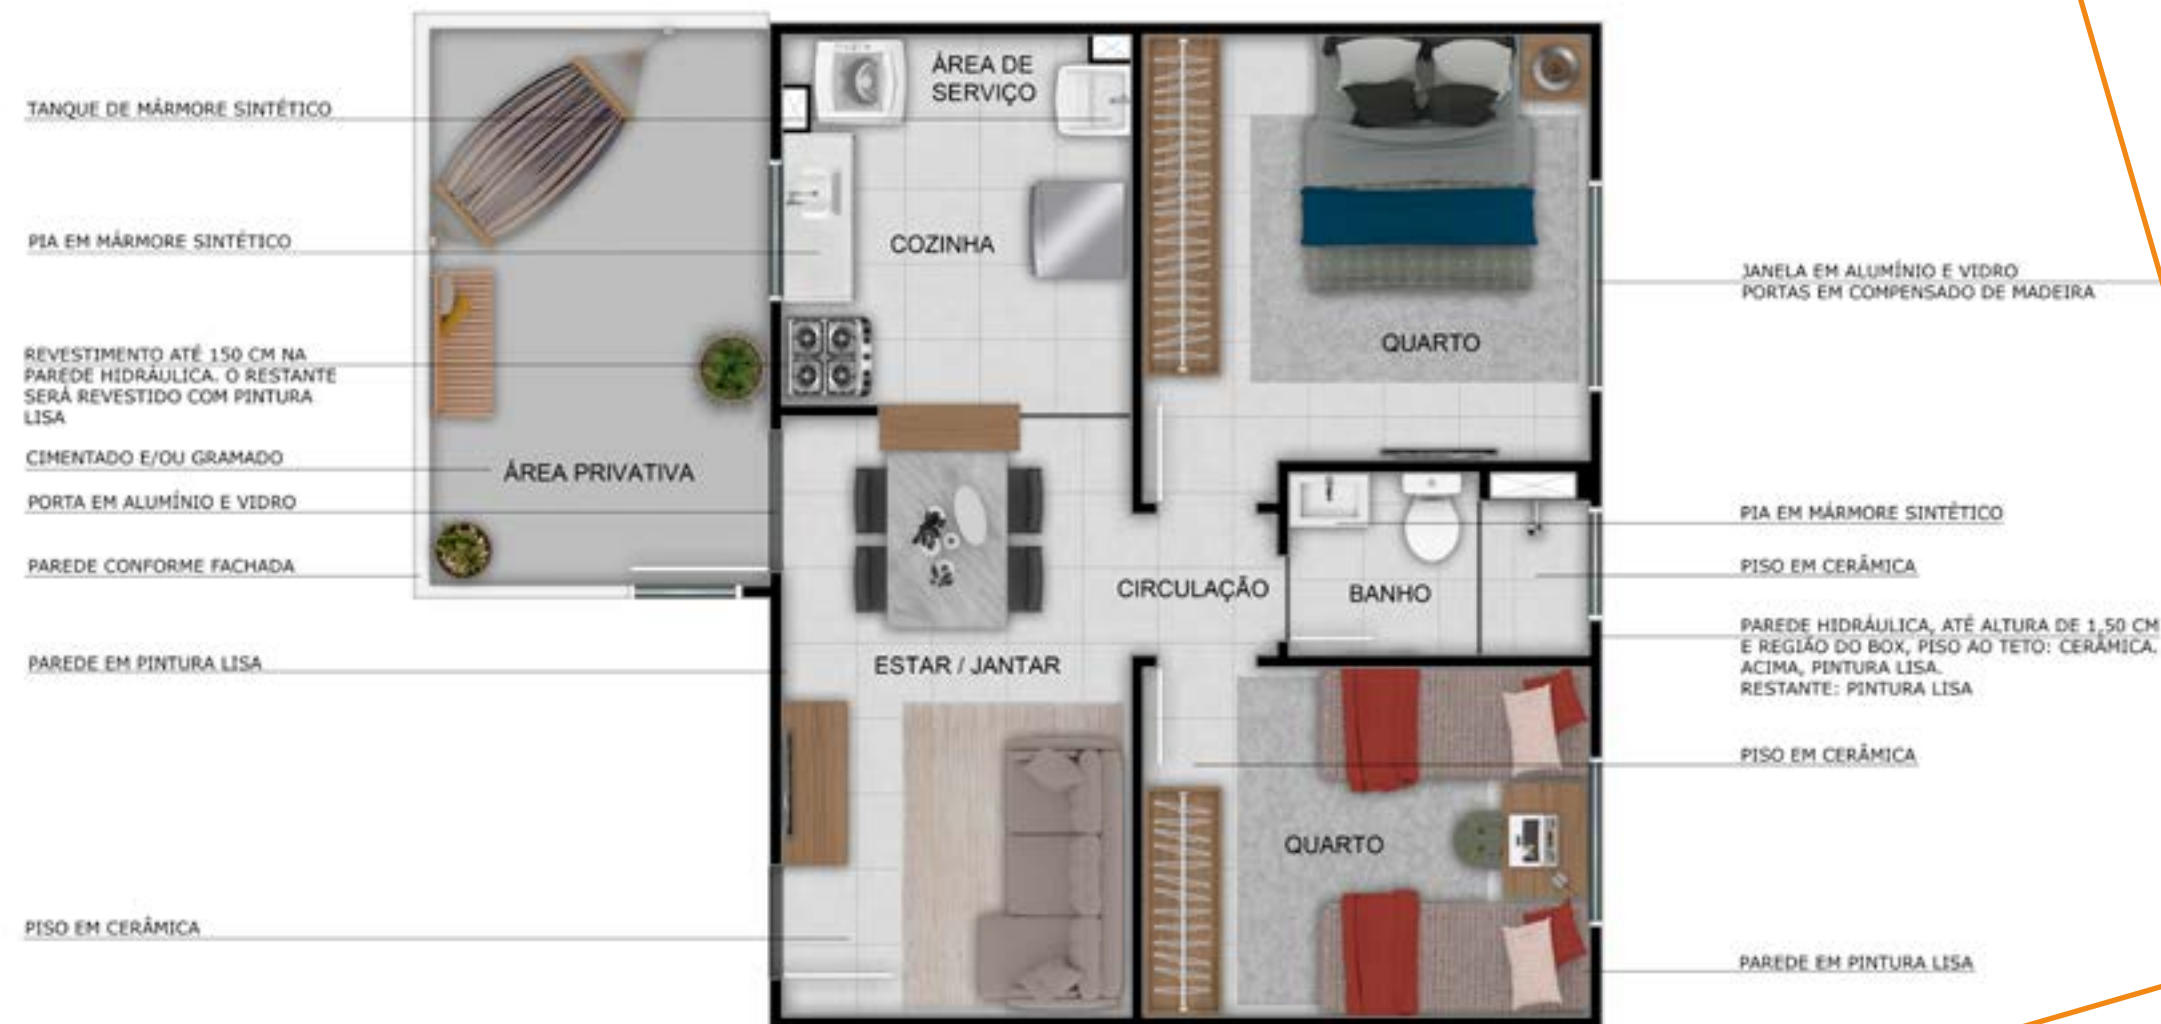 TANQUE DE MÁRMORE SINTÉTICO
PIA EM MÁRMORE SINTÉTICO
REVESTIMENTO ATÉ 150 CM NA
PAREDE HIDRÁULICA. O RESTANTE
SERÁ REVESTIDO COM PINTURA
LISA
CIMENTADO E/OU GRAMADO
PORTA EM ALUMÍNIO E VIDRO
PAREDE CONFORME FACHADA
PAREDE EM PINTURA LISA
PISO EM CERÂMICA
ÁREA PRIVATIVA
ÁREA DE
SERVIÇO
COZINHA
ESTAR / JANTAR
CIRCULAÇÃO
QUARTO
BANHO
QUARTO
JANELA EM ALUMÍNIO E VIDRO
PORTAS EM COMPENSADO DE MADEIRA
PIA EM MÁRMORE SINTÉTICO
PISO EM CERÂMICA
PAREDE HIDRÁULICA, ATÉ ALTURA DE 1,50 CM
E REGIÃO DO BOX, PISO AO TETO: CERÂMICA.
ACIMA, PINTURA LISA.
RESTANTE: PINTURA LISA
PISO EM CERÂMICA
PAREDE EM PINTURA LISA